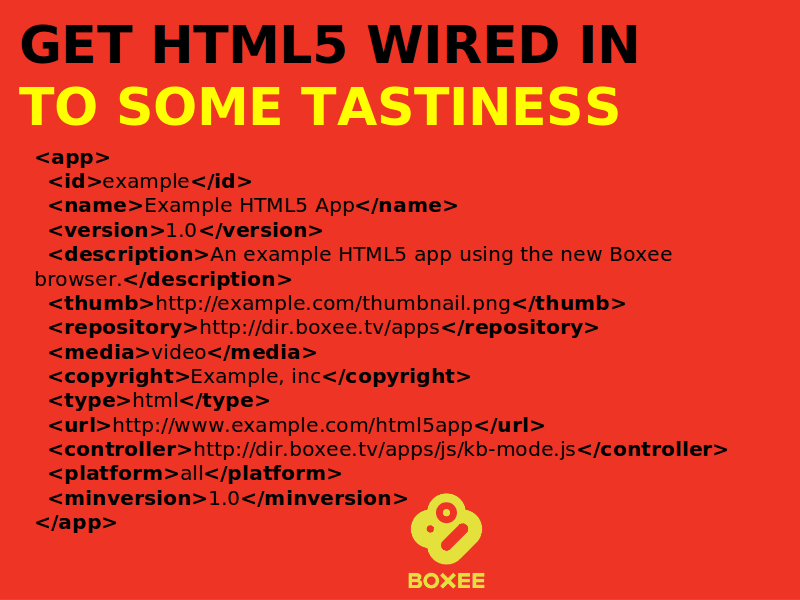 GET HTML5 WIRED IN
TO SOME TASTINESS
<app>
<id>example</id>
<name>Example HTML5 App</name>
<version>1.0</version>
<description>An example HTML5 app using the new Boxee
browser.</description>
<thumb>http://example.com/thumbnail.png</thumb>
<repository>http://dir.boxee.tv/apps</repository>
<media>video</media>
<copyright>Example, inc</copyright>
<type>html</type>
<url>http://www.example.com/html5app</url>
<controller>http://dir.boxee.tv/apps/js/kb-mode.js</controller>
<platform>all</platform>
<minversion>1.0</minversion>
</app>
BOXEE